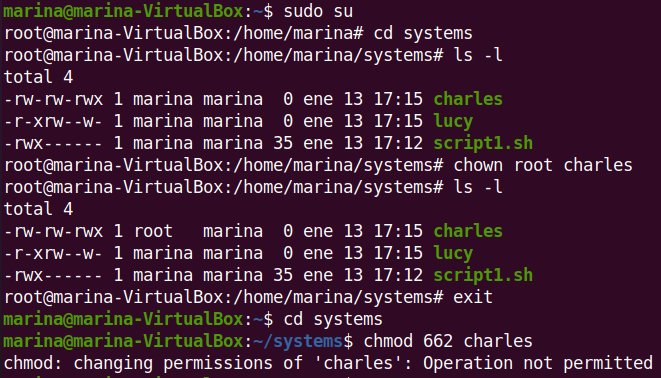 marina@marina-VirtualBox:~$ sudo su
root@marina-VirtualBox:/home/marina# cd systems
root@marina-VirtualBox:/home/marina/systems# ls -l
total 4
-rw-rw-rwx 1 marina marina  0 ene 13 17:15 charles
-r-xrw--w- 1 marina marina  0 ene 13 17:15 lucy
-rwx------ 1 marina marina 35 ene 13 17:12 script1.sh
root@marina-VirtualBox:/home/marina/systems# chown root charles
root@marina-VirtualBox:/home/marina/systems# ls -l
total 4
-rw-rw-rwx 1 root   marina  0 ene 13 17:15 charles
-r-xrw--w- 1 marina marina  0 ene 13 17:15 lucy
-rwx------ 1 marina marina 35 ene 13 17:12 script1.sh
root@marina-VirtualBox:/home/marina/systems# exit
marina@marina-VirtualBox:~$ cd systems
marina@marina-VirtualBox:~/systems$ chmod 662 charles
chmod: changing permissions of 'charles': Operation not permitted